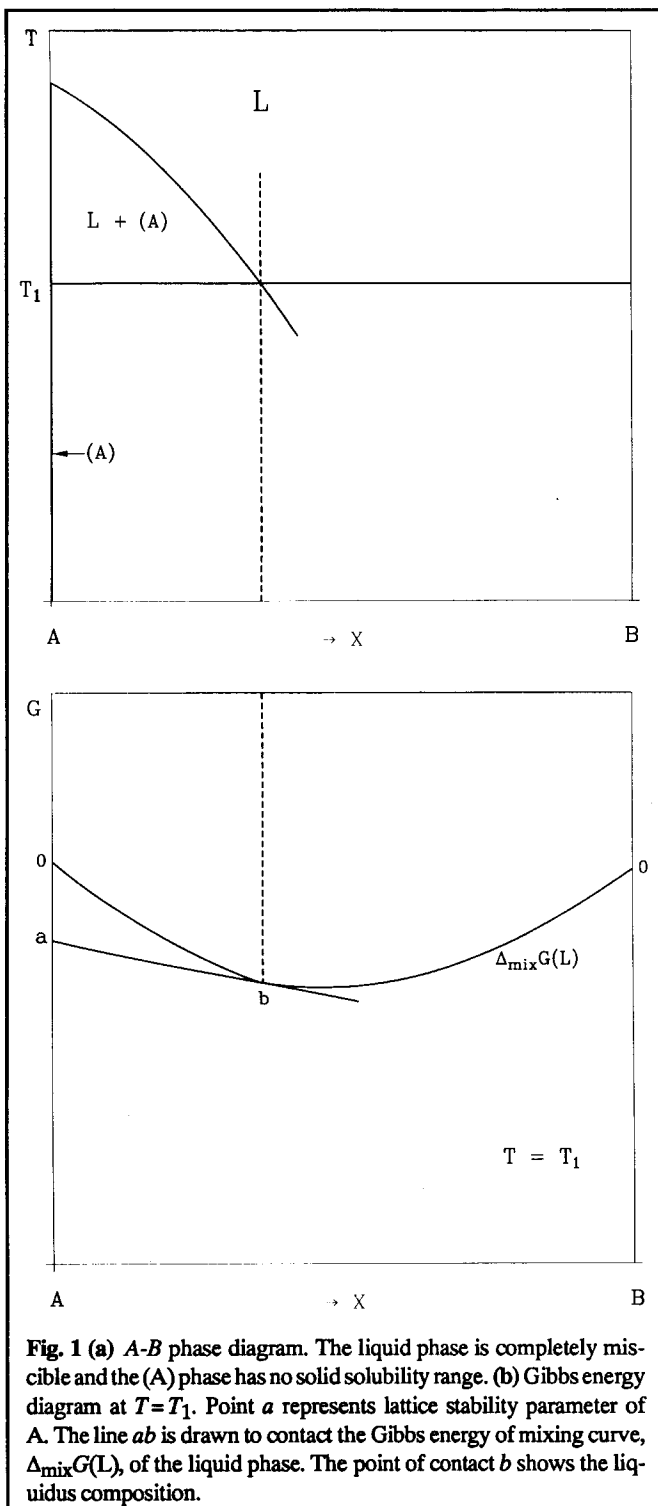 T
L
L + (A)
T₁
(A)
A → X B
G
0 0
a
b
ΔmixG(L)
T = T₁
A → X B
Fig. 1 (a) A-B phase diagram. The liquid phase is completely mis-
cible and the (A) phase has no solid solubility range. (b) Gibbs energy
diagram at T=T₁. Point a represents lattice stability parameter of
A. The line ab is drawn to contact the Gibbs energy of mixing curve,
ΔmixG(L), of the liquid phase. The point of contact b shows the liq-
uidus composition.